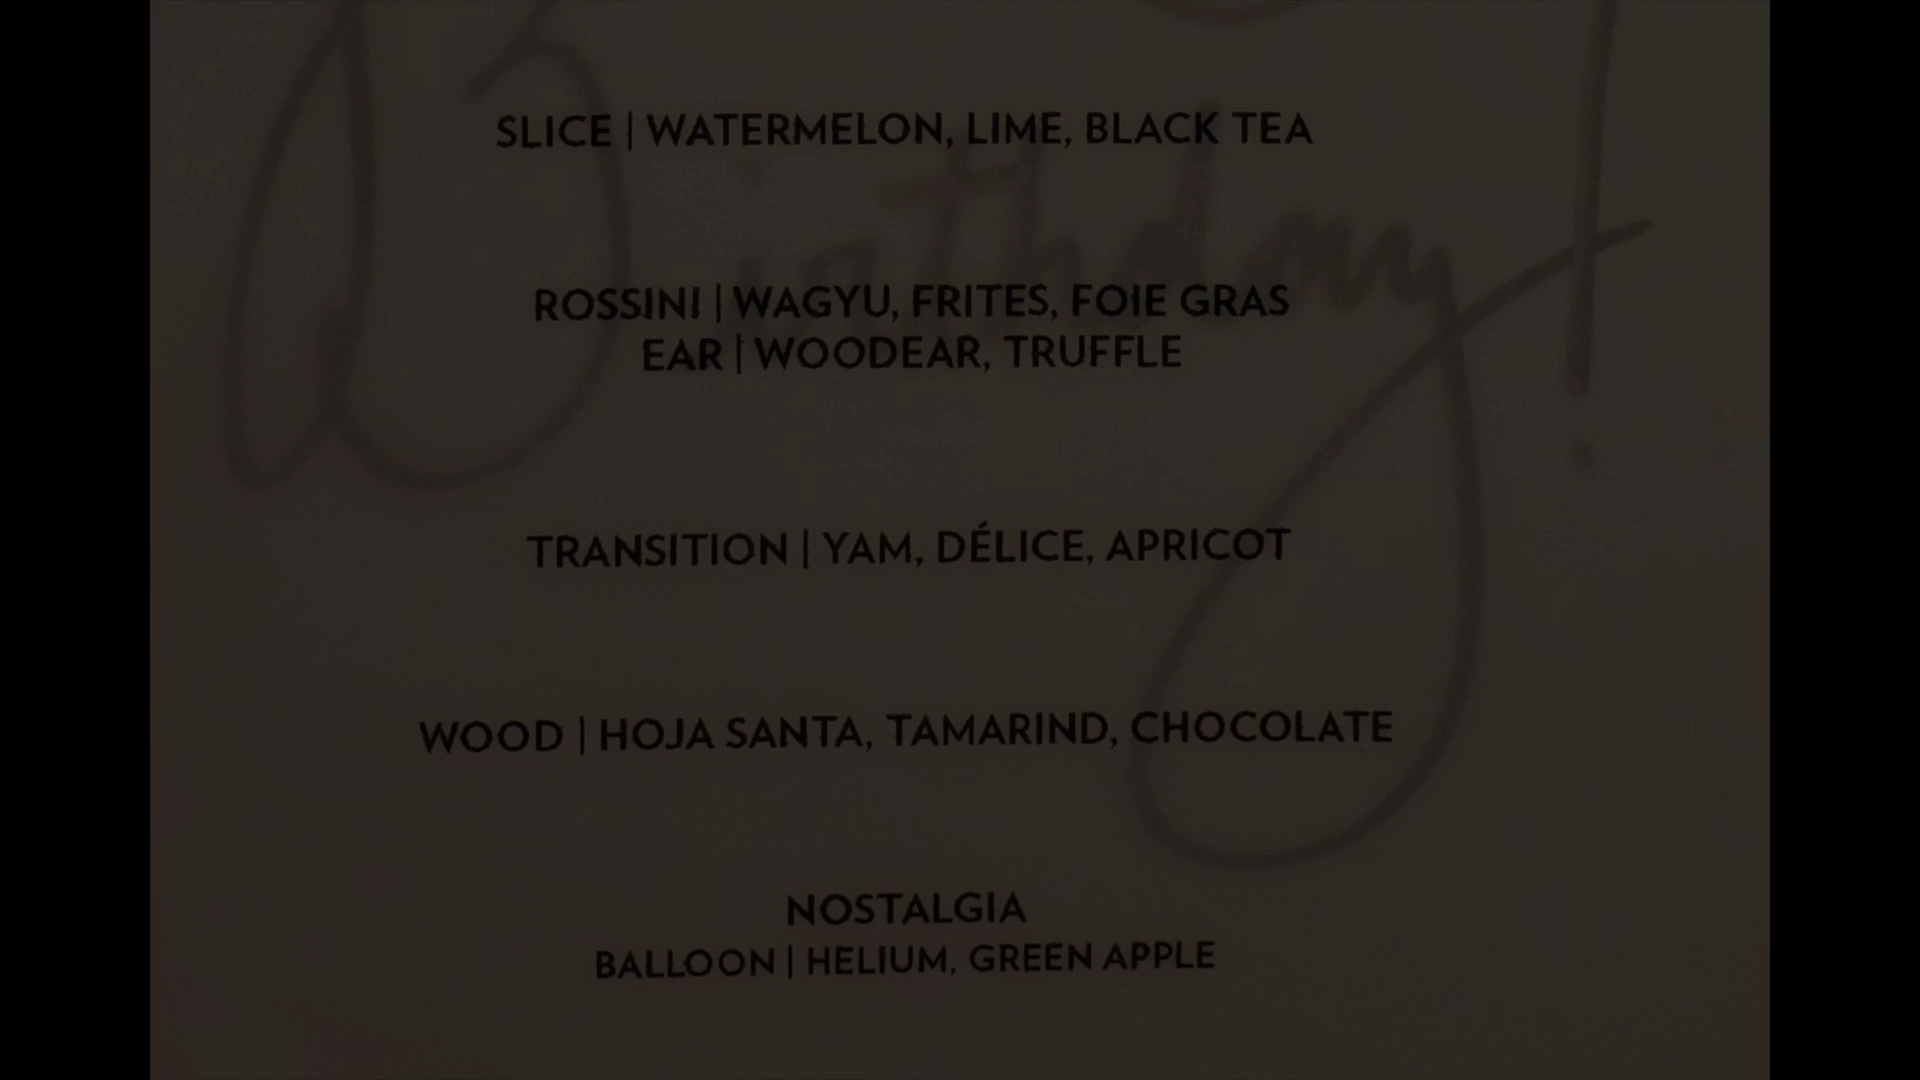 SLICE | WATERMELON, LIME, BLACK TEA
Birthday!
ROSSINI | WAGYU, FRITES, FOIE GRAS
EAR | WOODEAR, TRUFFLE
TRANSITION | YAM, DÉLICE, APRICOT
WOOD | HOJA SANTA, TAMARIND, CHOCOLATE
NOSTALGIA
BALLOON | HELIUM, GREEN APPLE